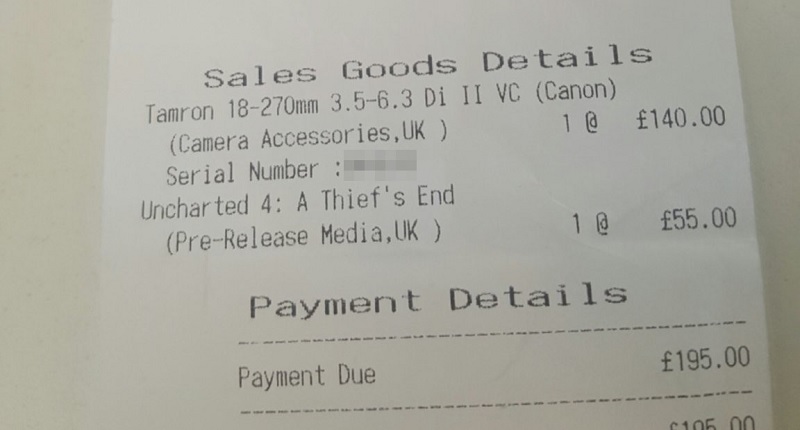 Sales Goods Details
Tamron 18-270mm 3.5-6.3 Di II VC (Canon)
(Camera Accessories,UK ) 1 @ £140.00
Serial Number :
Uncharted 4: A Thief's End
(Pre-Release Media,UK ) 1 @ £55.00
Payment Details
Payment Due £195.00